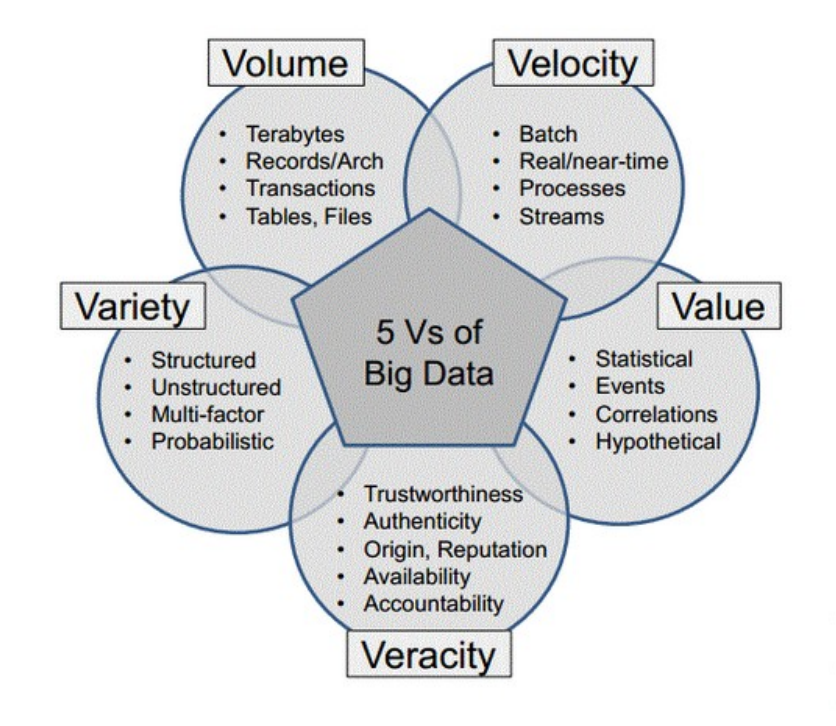 Volume
• Terabytes
• Records/Arch
• Transactions
• Tables, Files
Velocity
• Batch
• Real/near-time
• Processes
• Streams
Variety
• Structured
• Unstructured
• Multi-factor
• Probabilistic
5 Vs of
Big Data
Value
• Statistical
• Events
• Correlations
• Hypothetical
• Trustworthiness
• Authenticity
• Origin, Reputation
• Availability
• Accountability
Veracity